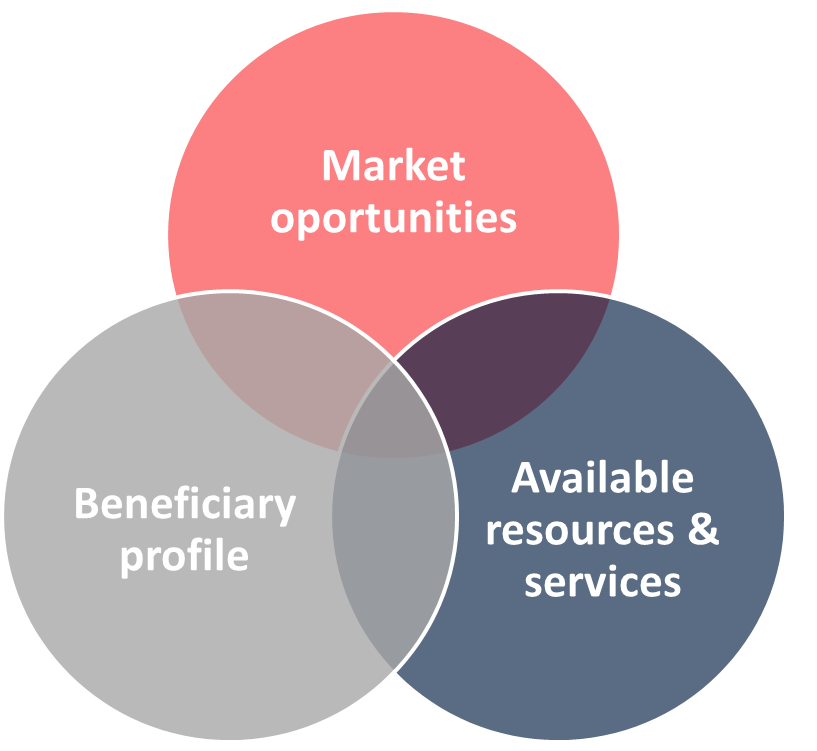 Market
oportunities
Beneficiary
profile
Available
resources &
services